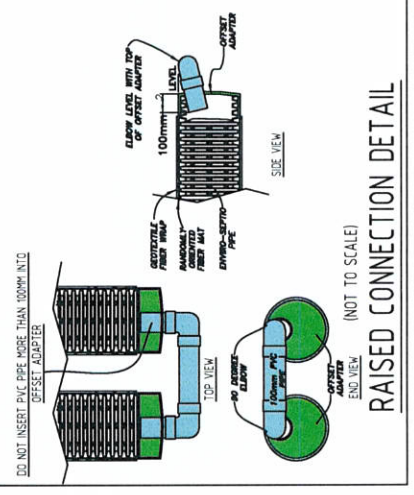 DO NOT INSERT PVC PIPE MORE THAN 100MM INTO
OFFSET ADAPTER
TOP VIEW
90 DEGREE
ELBOW
100mm PVC
PIPE
OFFSET
ADAPTER
END VIEW
GEOTEXTILE
FIBER WRAP
RANDOMLY
ORIENTED
FIBER MAT
ENVIRO-SEPTIC
PIPE
ELBOW LEVEL WITH TOP
OF OFFSET ADAPTER
100mm
LEVEL
OFFSET
ADAPTER
SIDE VIEW
(NOT TO SCALE)
RAISED CONNECTION DETAIL